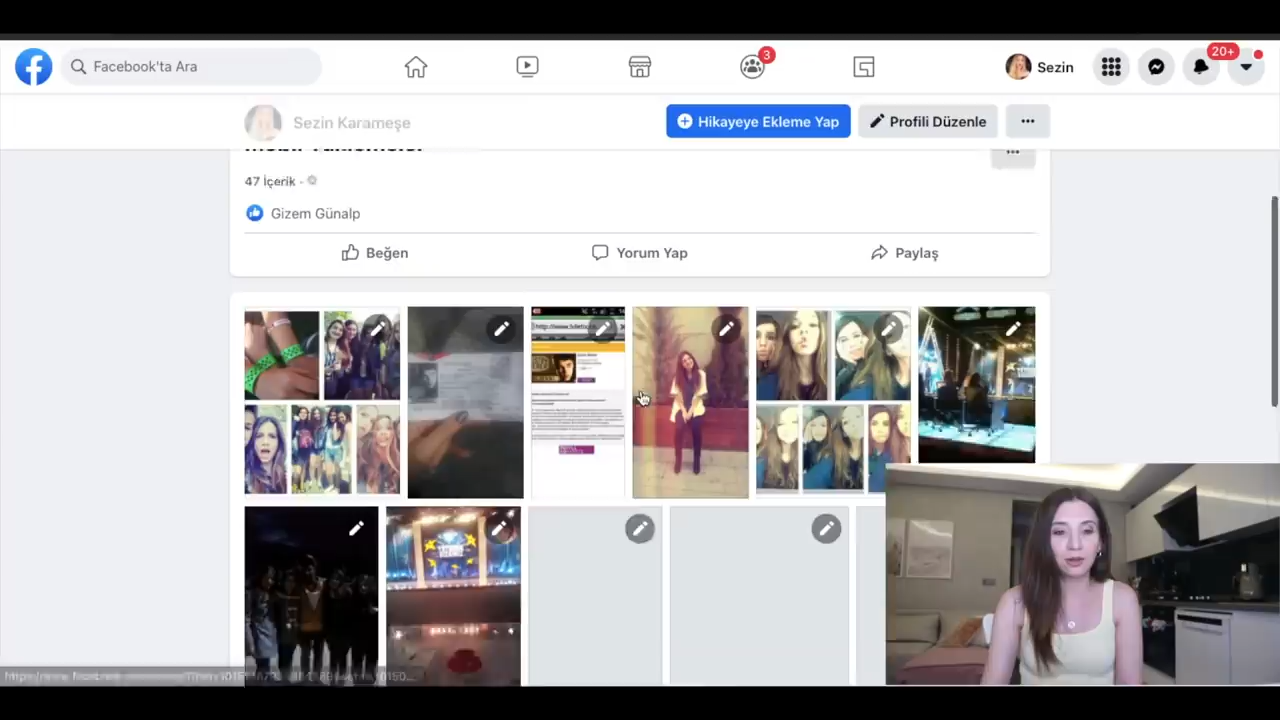 Facebook'ta Ara
3
Sezin
20+
Sezin Karameşe
Hikayeye Ekleme Yap
Profili Düzenle
47 İçerik
Gizem Günalp
Beğen
Yorum Yap
Paylaş